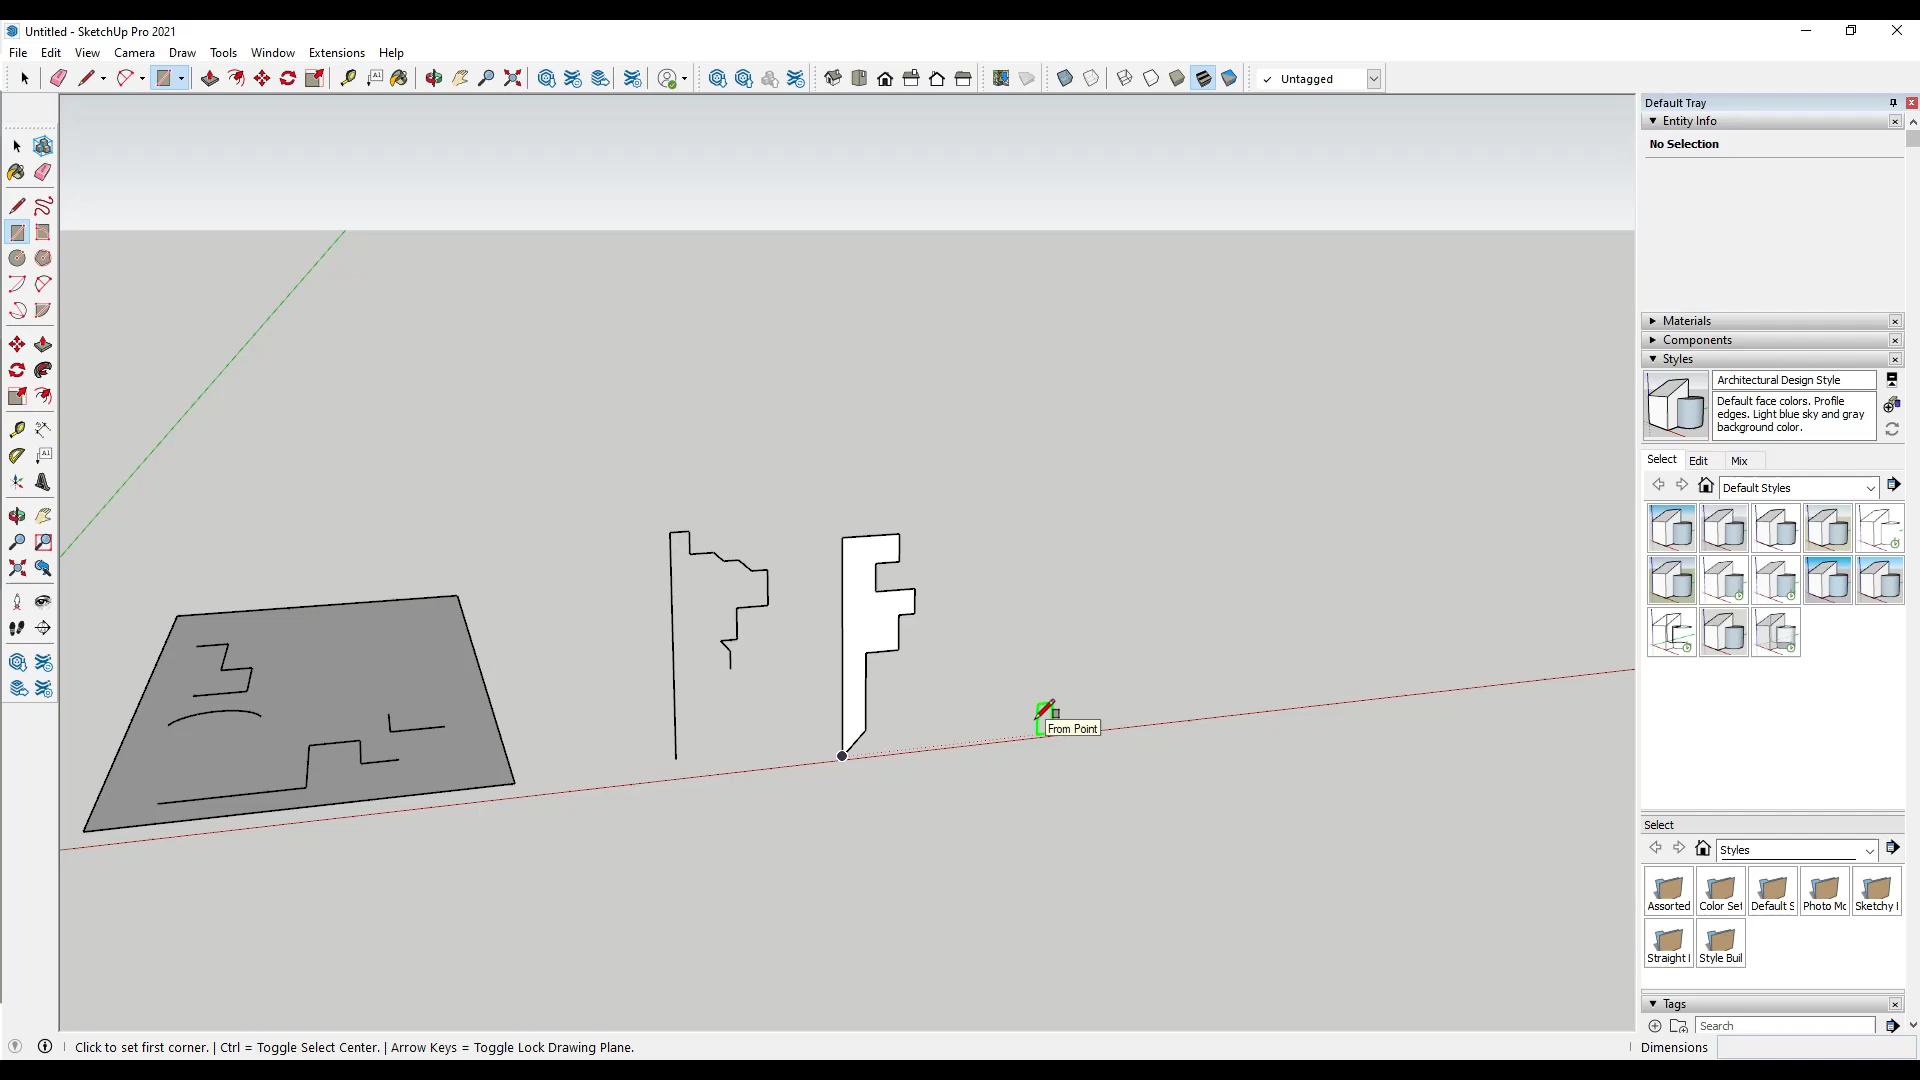 Untitled - SketchUp Pro 2021
File Edit View Camera Draw Tools Window Extensions Help
A1
Untagged
Default Tray
Entity Info
No Selection
Materials
Components
Styles
Architectural Design Style
Default face colors. Profile
edges. Light blue sky and gray
background color.
A1
Select Edit Mix
Default Styles
From Point
Select
Styles
Assorted Color Set Default S Photo Mo Sketchy I
Straight I Style Buil
Tags
Search
Click to set first corner. | Ctrl = Toggle Select Center. | Arrow Keys = Toggle Lock Drawing Plane.
Dimensions